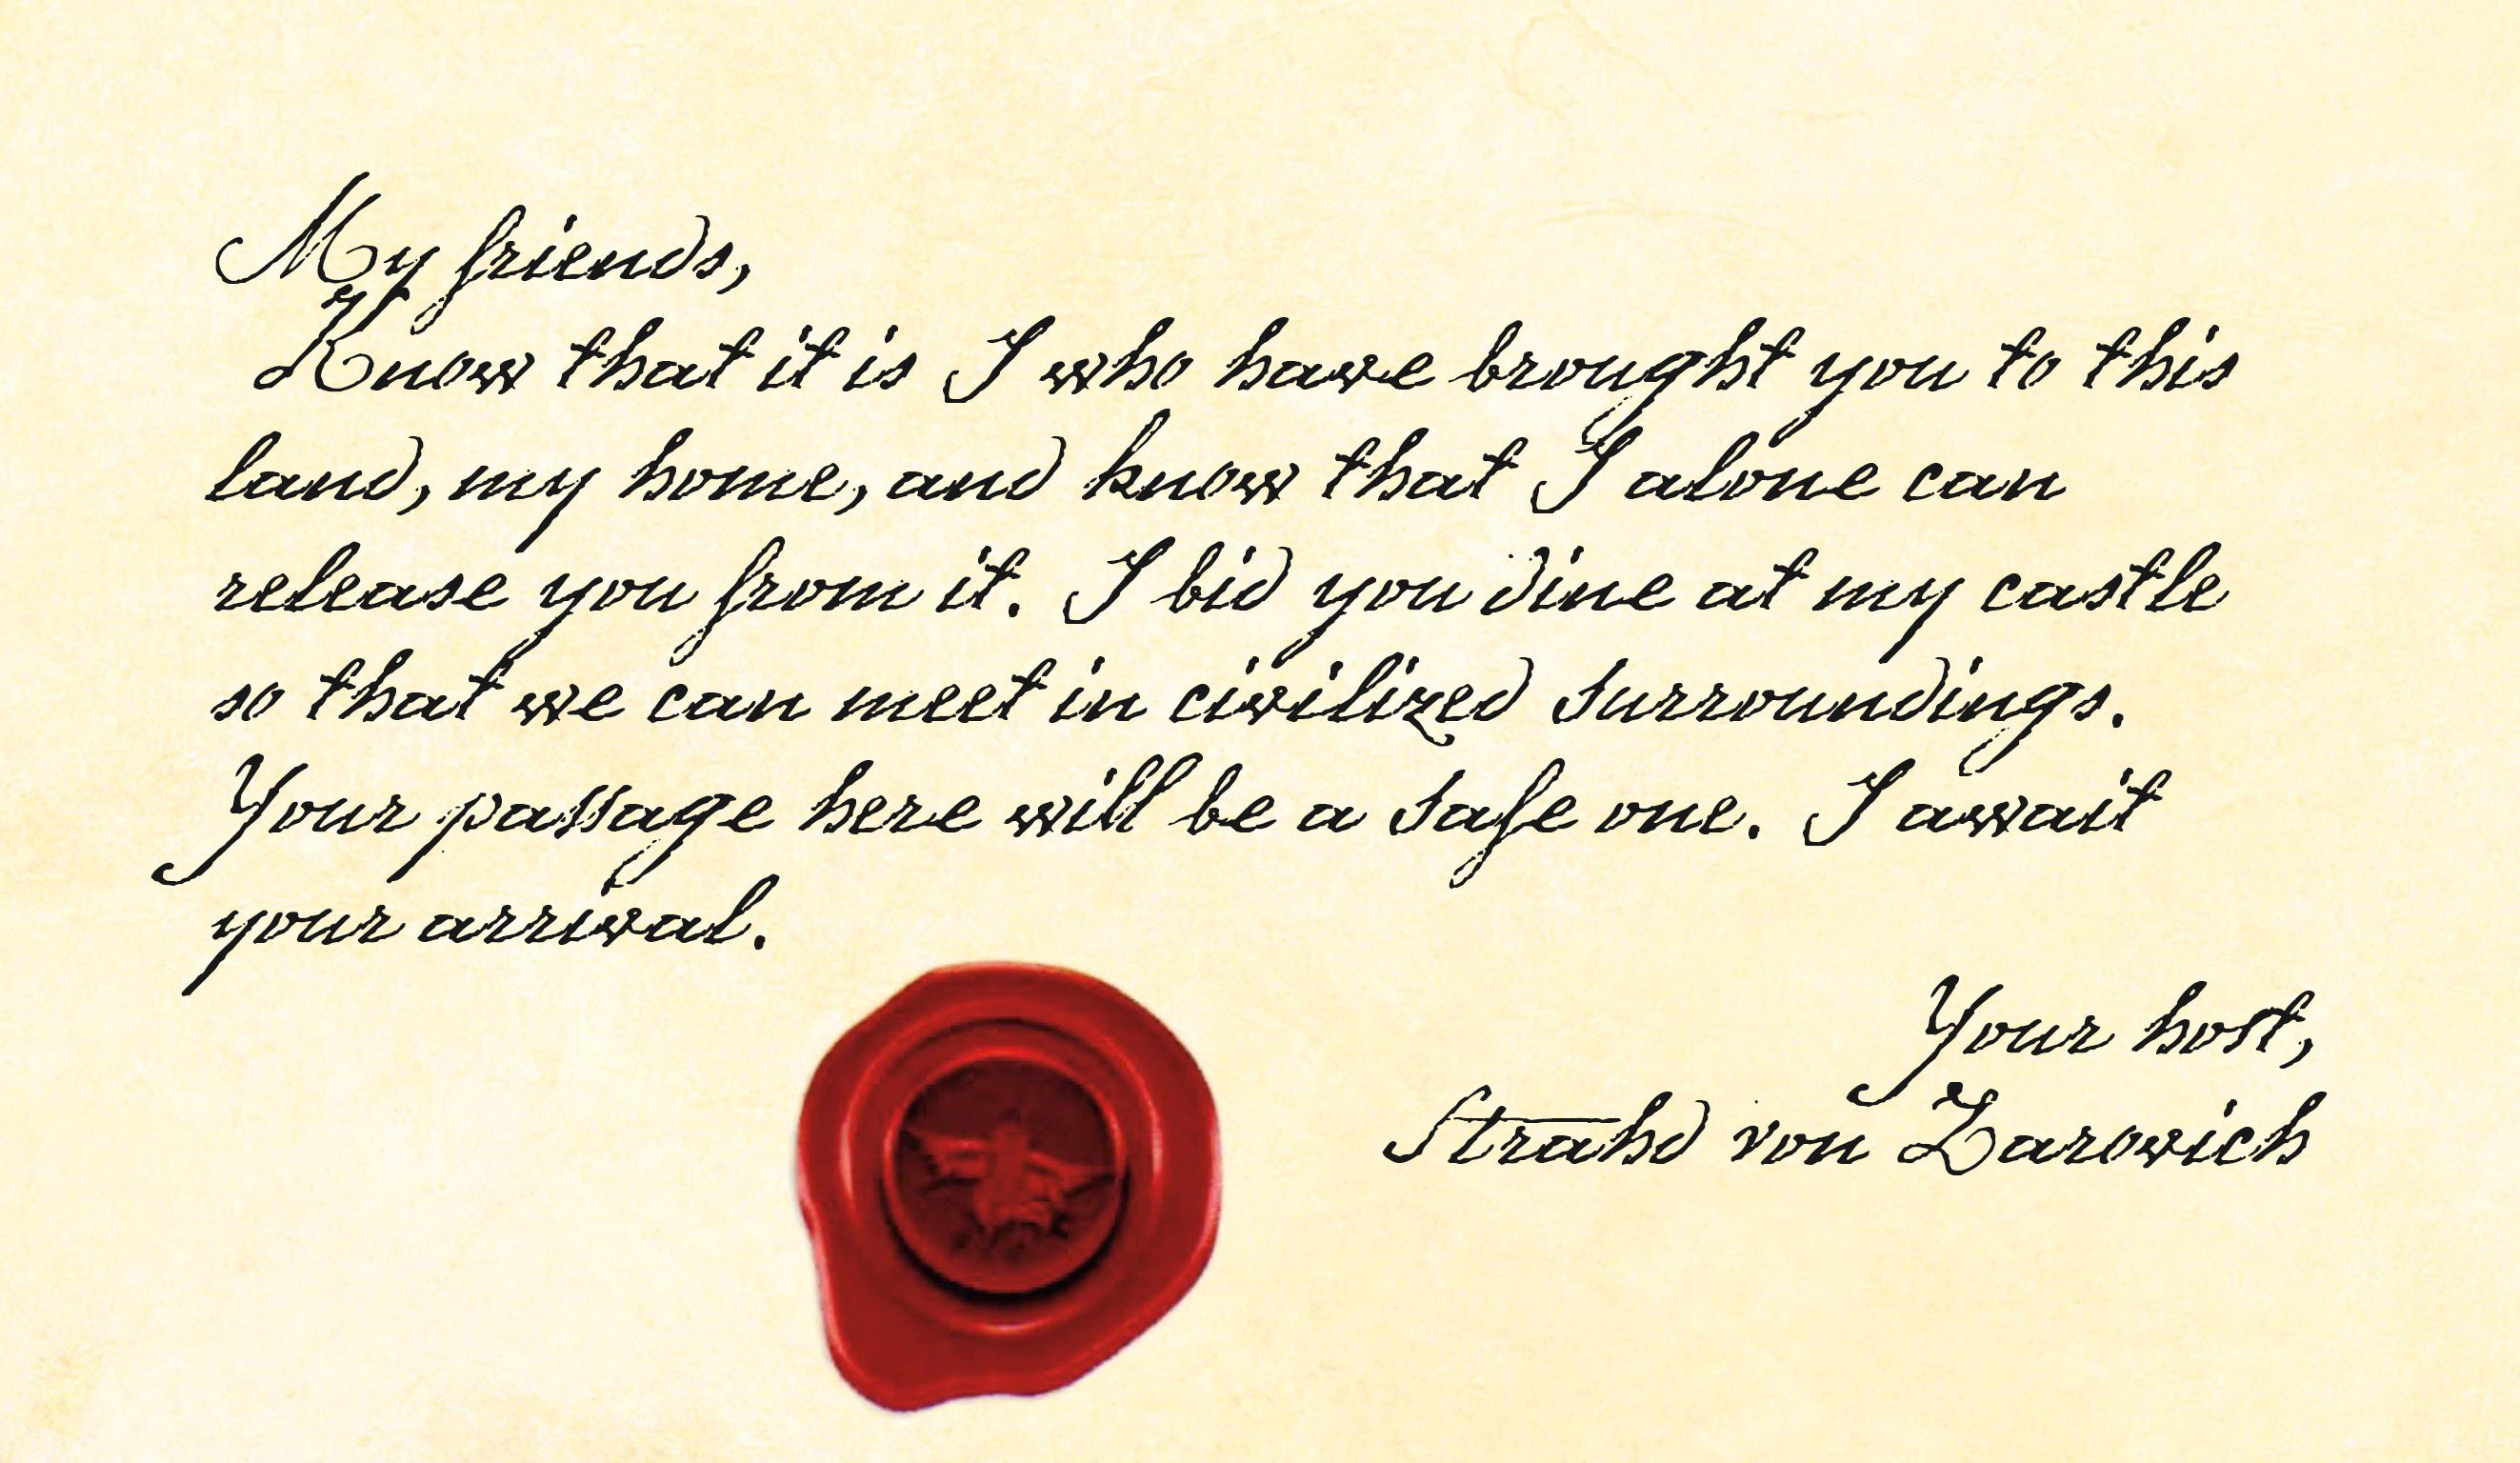 My friends,
Know that it is I who have brought you to this
land, my home, and know that I alone can
release you from it. I bid you dine at my castle
so that we can meet in civilized surroundings.
Your passage here will be a safe one. I await
your arrival.
Your host,
Strahd von Zarovich